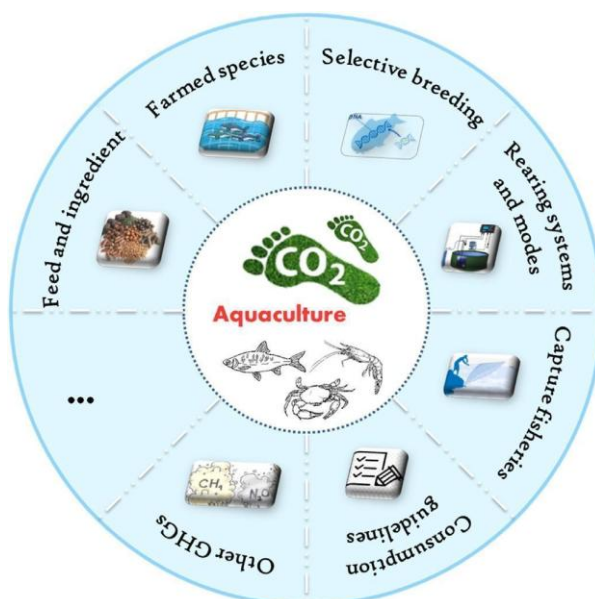 Farmed species
Selective breeding
Rearing systems
and modes
Capture fisheries
Consumption
guidelines
Other GHGs
...
Feed and ingredient
CO2
CO2
Aquaculture
CH4
N2O